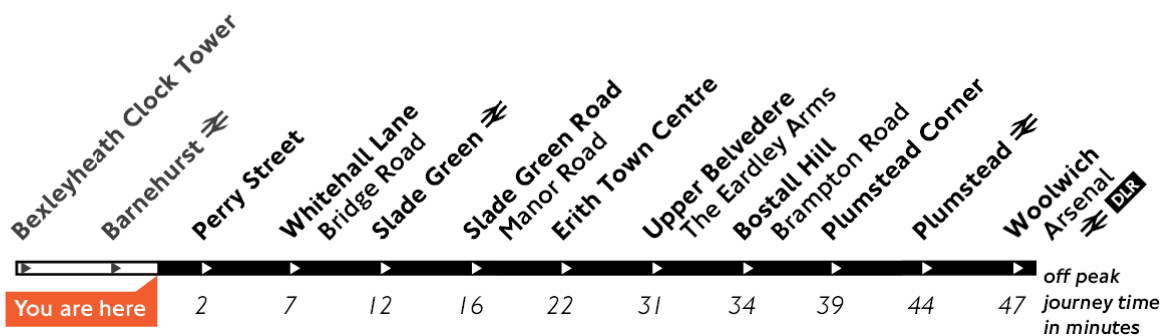 Bexleyheath Clock Tower
Barnehurst
Perry Street
Whitehall Lane
Bridge Road
Slade Green
Slade Green Road
Manor Road
Erith Town Centre
Upper Belvedere
The Eardley Arms
Bostall Hill
Brampton Road
Plumstead Corner
Plumstead
Woolwich
Arsenal
DLR
You are here
2 7 12 16 22 31 34 39 44 47
off peak
journey time
in minutes